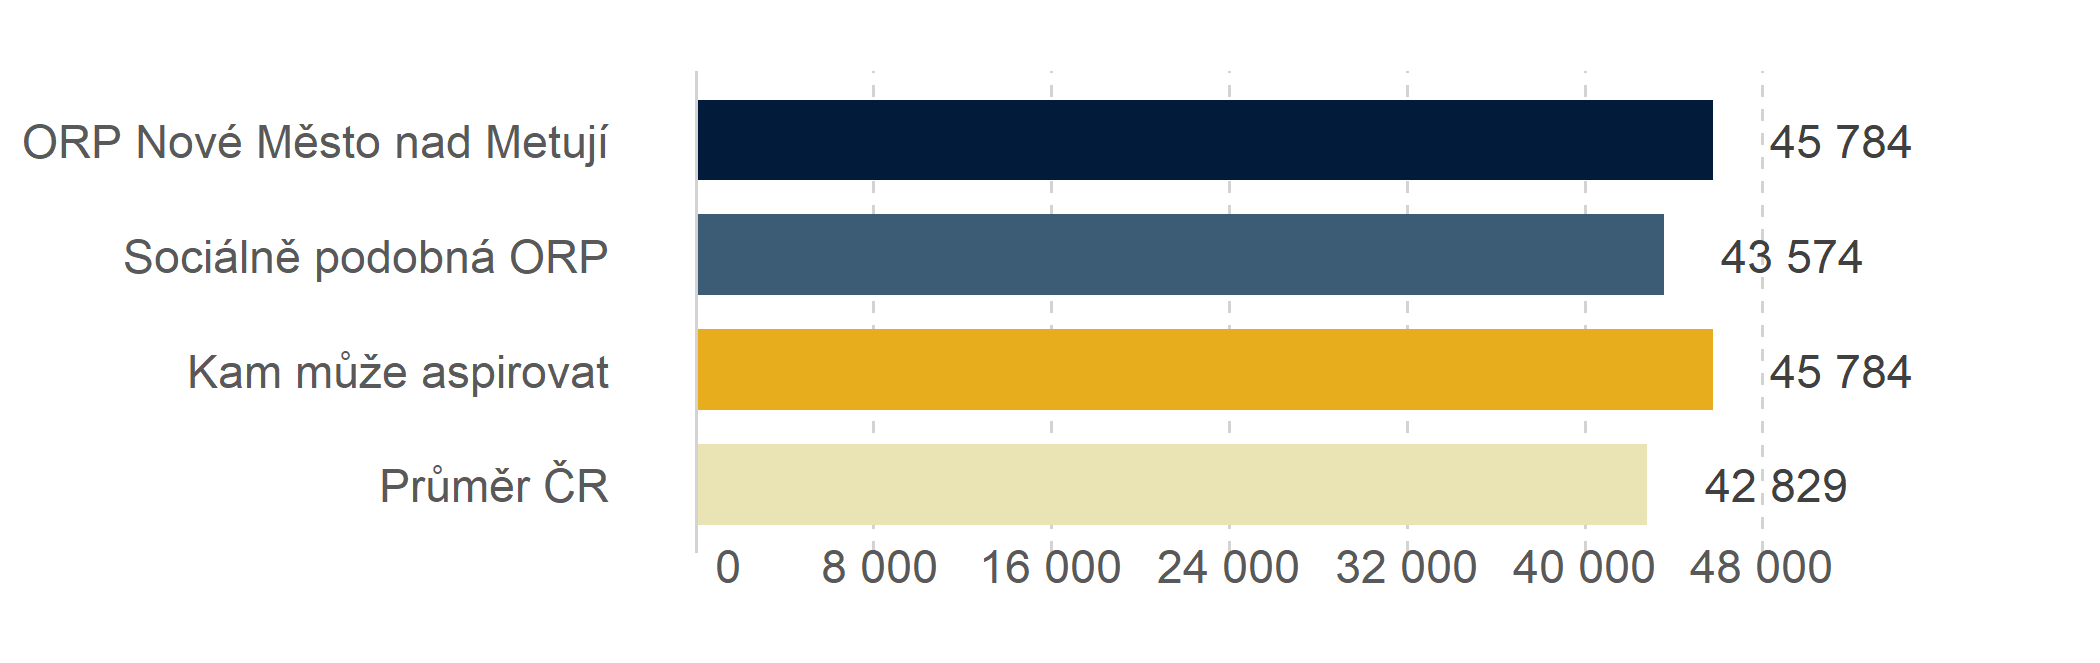 ORP Nové Město nad Metují 45 784
Sociálně podobná ORP 43 574
Kam může aspirovat 45 784
Průměr ČR 42 829
0 8 000 16 000 24 000 32 000 40 000 48 000